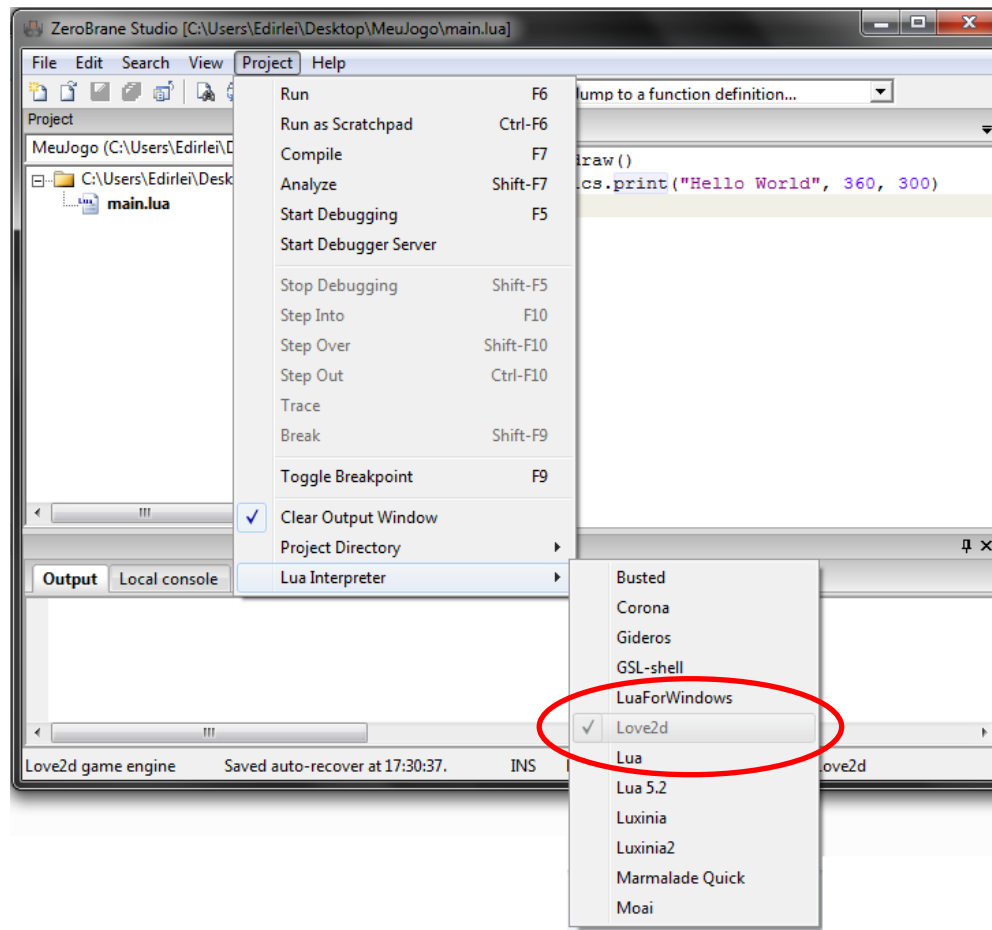 ZeroBrane Studio [C:\Users\Edirlei\Desktop\MeuJogo\main.lua]
File Edit Search View Project Help
Jump to a function definition...
Project
MeuJogo (C:\Users\Edirlei\D
C:\Users\Edirlei\Desk
main.lua
draw()
cs.print("Hello World", 360, 300)
Run F6
Run as Scratchpad Ctrl-F6
Compile F7
Analyze Shift-F7
Start Debugging F5
Start Debugger Server
Stop Debugging Shift-F5
Step Into F10
Step Over Shift-F10
Step Out Ctrl-F10
Trace
Break Shift-F9
Toggle Breakpoint F9
Clear Output Window
Project Directory
Lua Interpreter
Output Local console
Busted
Corona
Gideros
GSL-shell
LuaForWindows
Love2d
Lua
Lua 5.2
Luxinia
Luxinia2
Marmalade Quick
Moai
Love2d game engine Saved auto-recover at 17:30:37. INS Love2d